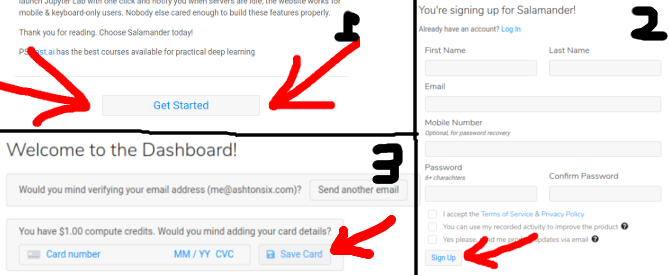 launch Jupyter Lab with one click and notify you when servers are idle, the website works for
mobile & keyboard-only users. Nobody else cared enough to build these features properly.
Thank you for reading. Choose Salamander today!
PS: fast.ai has the best courses available for practical deep learning
Get Started
1
2
You're signing up for Salamander!
Already have an account? Log In
First Name
Last Name
Email
Mobile Number
Optional, for password recovery
Password
6+ charachters
Confirm Password
I accept the Terms of Service & Privacy Policy
You can use my recorded activity to improve the product ?
Yes please, send me product updates via email ?
Sign Up
3
Welcome to the Dashboard!
Would you mind verifying your email address (me@ashtonsix.com)?
Send another email
You have $1.00 compute credits. Would you mind adding your card details?
Card number
MM / YY CVC
Save Card